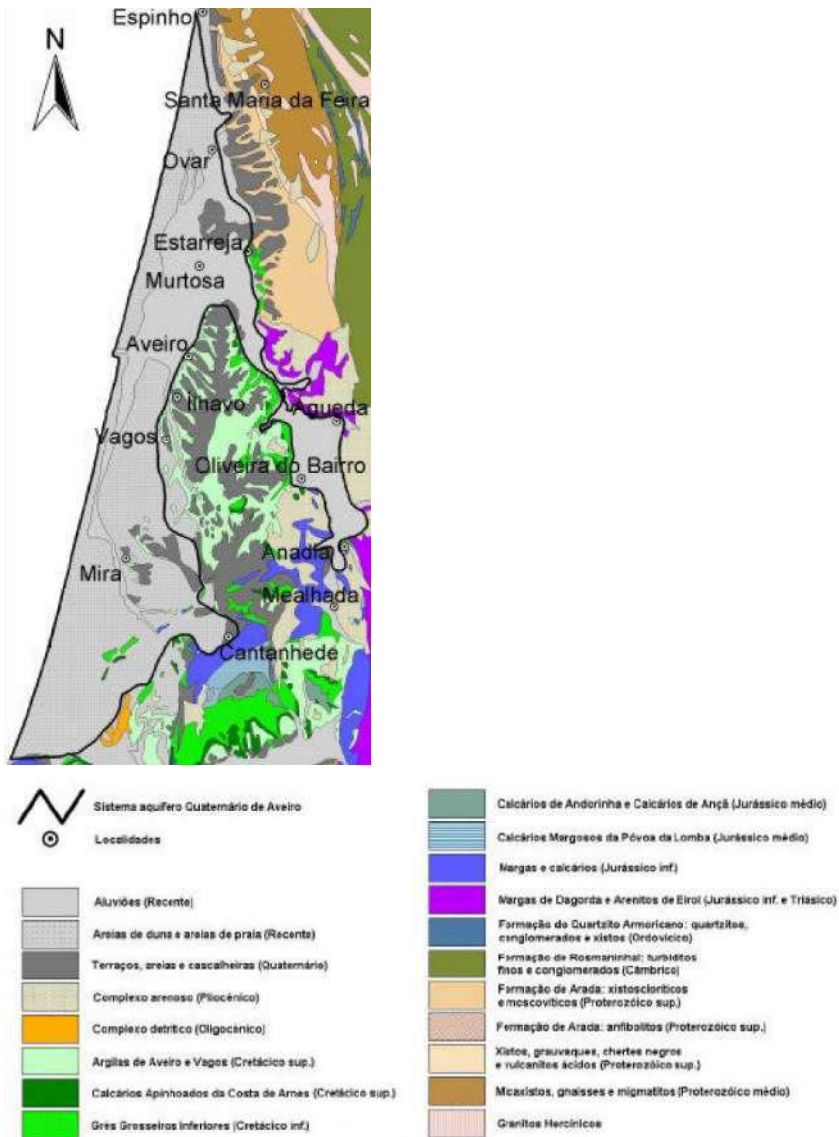 Espinho
N
Santa Maria da Feira
Ovar
Estarreja
Murtosa
Aveiro
Ílhavo
Águeda
Vagos
Oliveira do Bairro
Anadia
Mira
Mealhada
Cantanhede
Sistema aquífero Quaternário de Aveiro
Localidades
Aluviões (Recente)
Areias de duna e areias de praia (Recente)
Terraços, areias e cascalheiras (Quaternário)
Complexo arenoso (Pliocénico)
Complexo detrítico (Oligocénico)
Argilas de Aveiro e Vagos (Cretácico sup.)
Calcários Apinhoados da Costa de Arnes (Cretácico sup.)
Grés Grosseiros Inferiores (Cretácico inf.)
Calcários de Andorinha e Calcários de Ançã (Jurássico médio)
Calcários Margosos da Póvoa da Lomba (Jurássico médio)
Margas e calcários (Jurássico inf.)
Margas de Dagorda e Arenitos de Eirol (Jurássico inf. e Triásico)
Formação do Quartzito Armoricano: quartzitos,
conglomerados e xistos (Ordovícico)
Formação de Rosmaninhal: turbiditos
finos e conglomerados (Câmbrico)
Formação de Arada: xistoscloríticos
e moscovíticos (Proterozóico sup.)
Formação de Arada: anfibolitos (Proterozóico sup.)
Xistos, grauvaques, chertes negros
e vulcanitos ácidos (Proterozóico sup.)
Micaxistos, gnaisses e migmatitos (Proterozóico médio)
Granitos Hercínicos